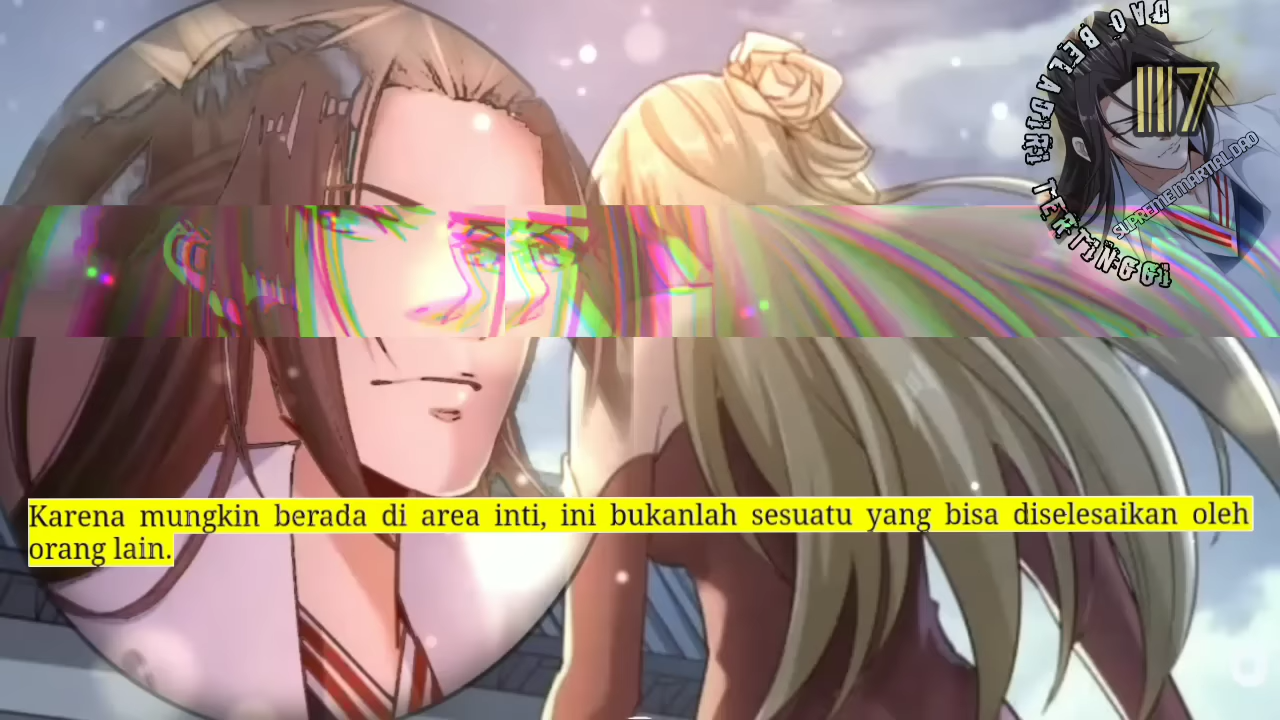 DAO BELADIRI TERTINGGI
SUPREME MARTIAL DAO
Karena mungkin berada di area inti, ini bukanlah sesuatu yang bisa diselesaikan oleh
orang lain.